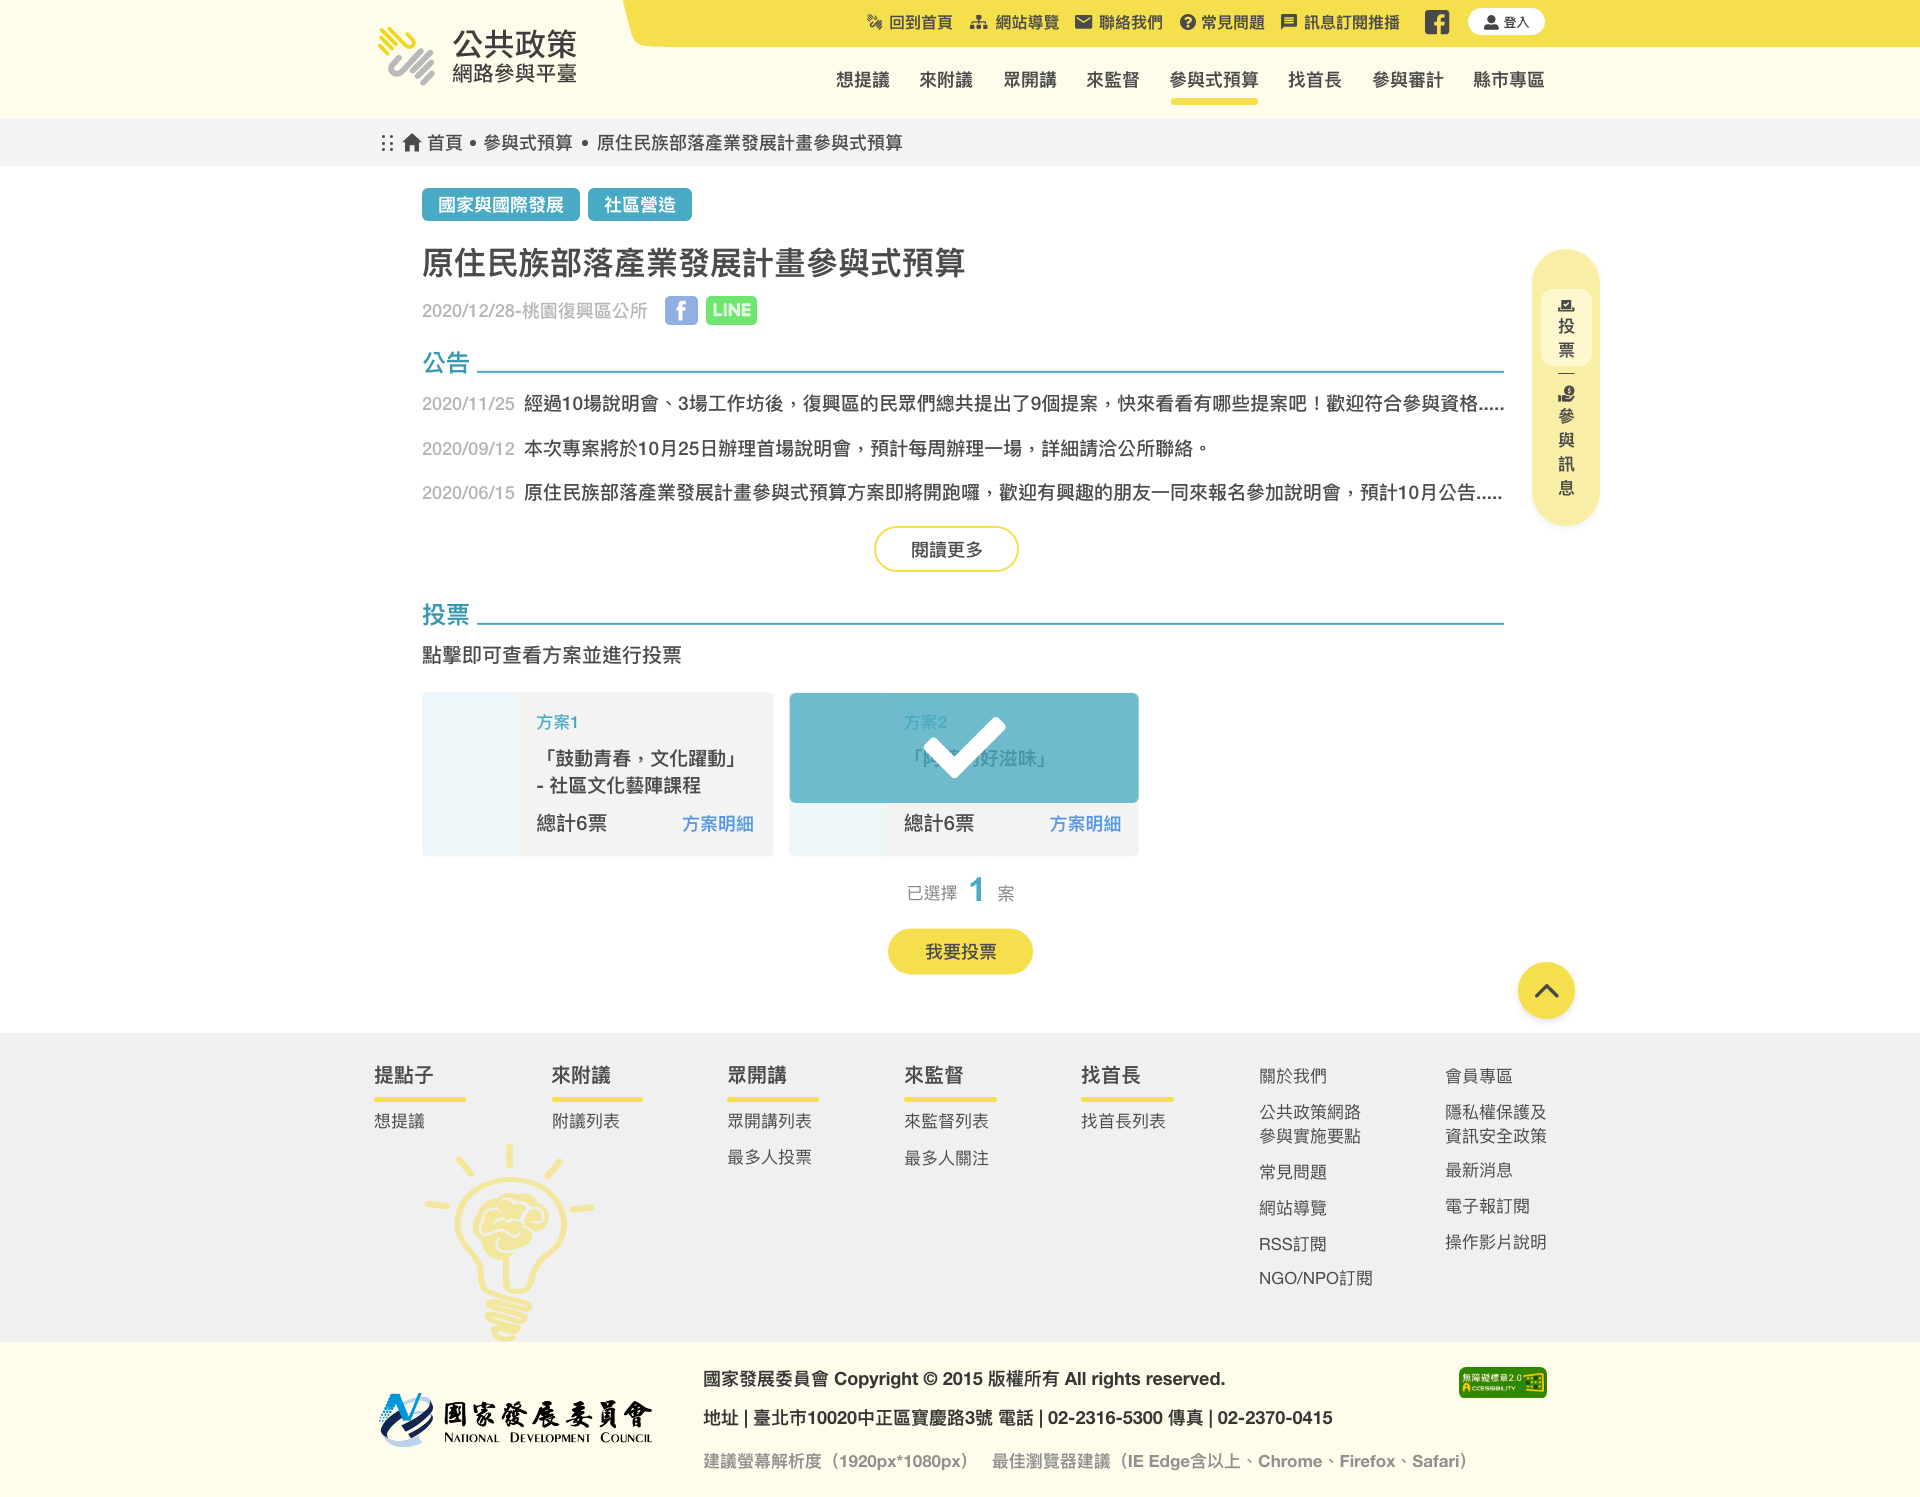 公共政策
網路參與平臺
回到首頁 網站導覽 聯絡我們 常見問題 訊息訂閱推播 登入
想提議 來附議 眾開講 來監督 參與式預算 找首長 參與審計 縣市專區
首頁 • 參與式預算 • 原住民族部落產業發展計畫參與式預算
國家與國際發展 社區營造
原住民族部落產業發展計畫參與式預算
2020/12/28-桃園復興區公所 f LINE
投票
參與訊息
公告
2020/11/25 經過10場說明會、3場工作坊後，復興區的民眾們總共提出了9個提案，快來看看有哪些提案吧！歡迎符合參與資格.....
2020/09/12 本次專案將於10月25日辦理首場說明會，預計每周辦理一場，詳細請洽公所聯絡。
2020/06/15 原住民族部落產業發展計畫參與式預算方案即將開跑囉，歡迎有興趣的朋友一同來報名參加說明會，預計10月公告.....
閱讀更多
投票
點擊即可查看方案並進行投票
方案1
「鼓動青春，文化躍動」
- 社區文化藝陣課程
總計6票 方案明細
方案2
「阿 好滋味」
總計6票 方案明細
已選擇 1 案
我要投票
提點子 來附議 眾開講 來監督 找首長 關於我們 會員專區
想提議 附議列表 眾開講列表 來監督列表 找首長列表
最多人投票 最多人關注
公共政策網路
參與實施要點
常見問題
網站導覽
RSS訂閱
NGO/NPO訂閱
隱私權保護及
資訊安全政策
最新消息
電子報訂閱
操作影片說明
國家發展委員會
NATIONAL DEVELOPMENT COUNCIL
國家發展委員會 Copyright © 2015 版權所有 All rights reserved.
地址 | 臺北市10020中正區寶慶路3號 電話 | 02-2316-5300 傳真 | 02-2370-0415
建議螢幕解析度（1920px*1080px） 最佳瀏覽器建議（IE Edge含以上、Chrome、Firefox、Safari）
無障礙標章2.0
ACCESSIBILITY